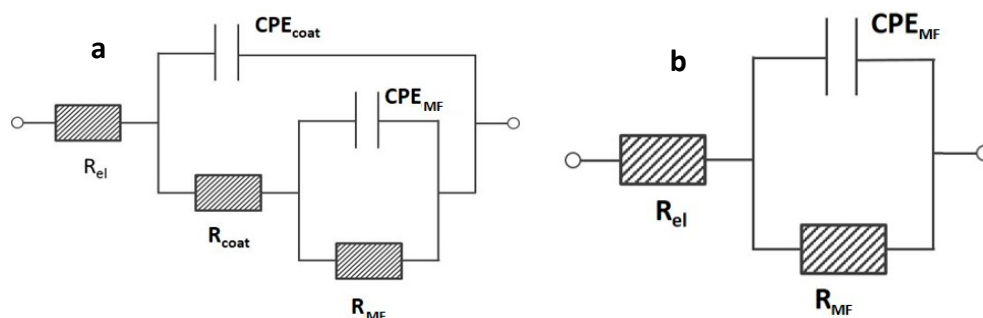 a
CPEcoat
CPEMF
Rel
Rcoat
RMF
b
CPEMF
Rel
RMF